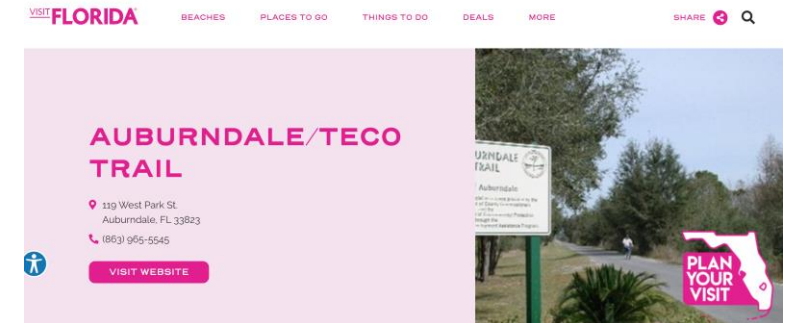 VISIT FLORIDA
BEACHES PLACES TO GO THINGS TO DO DEALS MORE SHARE
AUBURNDALE/TECO
TRAIL
119 West Park St.
Auburndale, FL 33823
(863) 965-5545
VISIT WEBSITE
URNDALE
TRAIL
Auburndale
PLAN
YOUR
VISIT